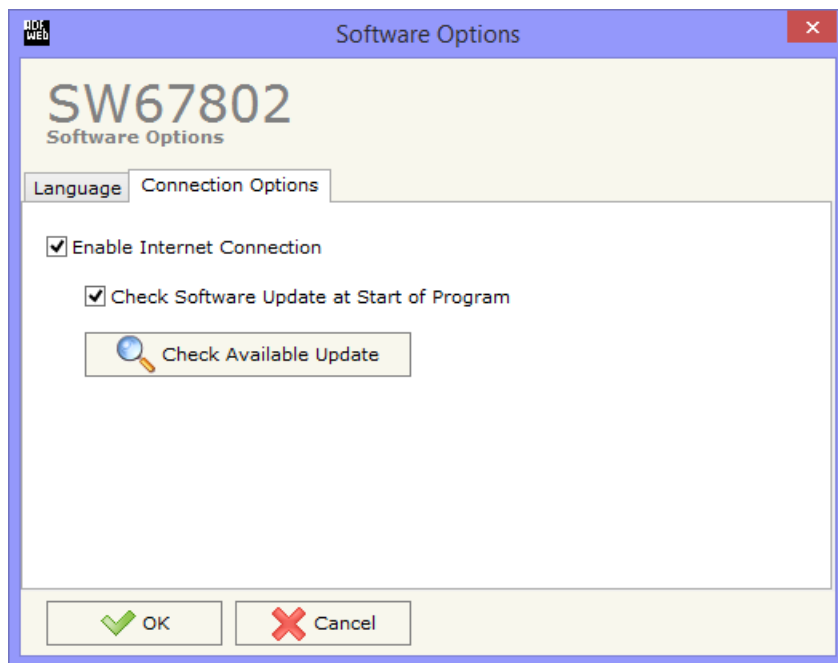 ADF
WEB
Software Options
SW67802
Software Options
Language
Connection Options
Enable Internet Connection
Check Software Update at Start of Program
Check Available Update
OK
Cancel